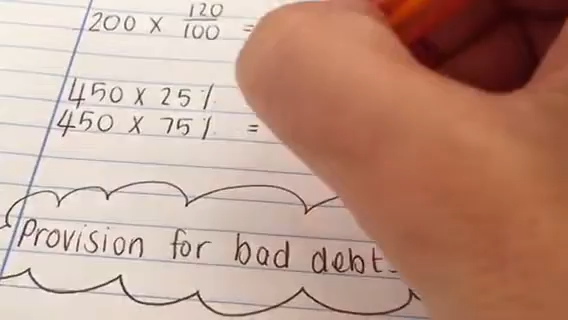 200 × 120/100 =
450 × 25%
450 × 75% =
Provision for bad debt